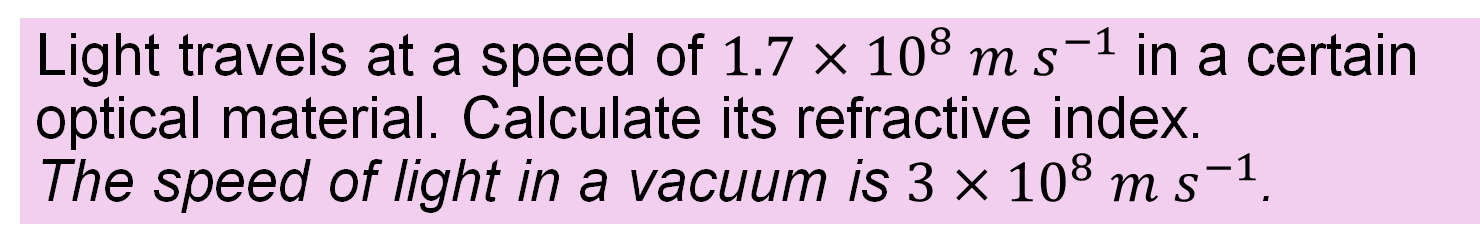 Light travels at a speed of 1.7 × 10⁸ m s⁻¹ in a certain
optical material. Calculate its refractive index.
The speed of light in a vacuum is 3 × 10⁸ m s⁻¹.